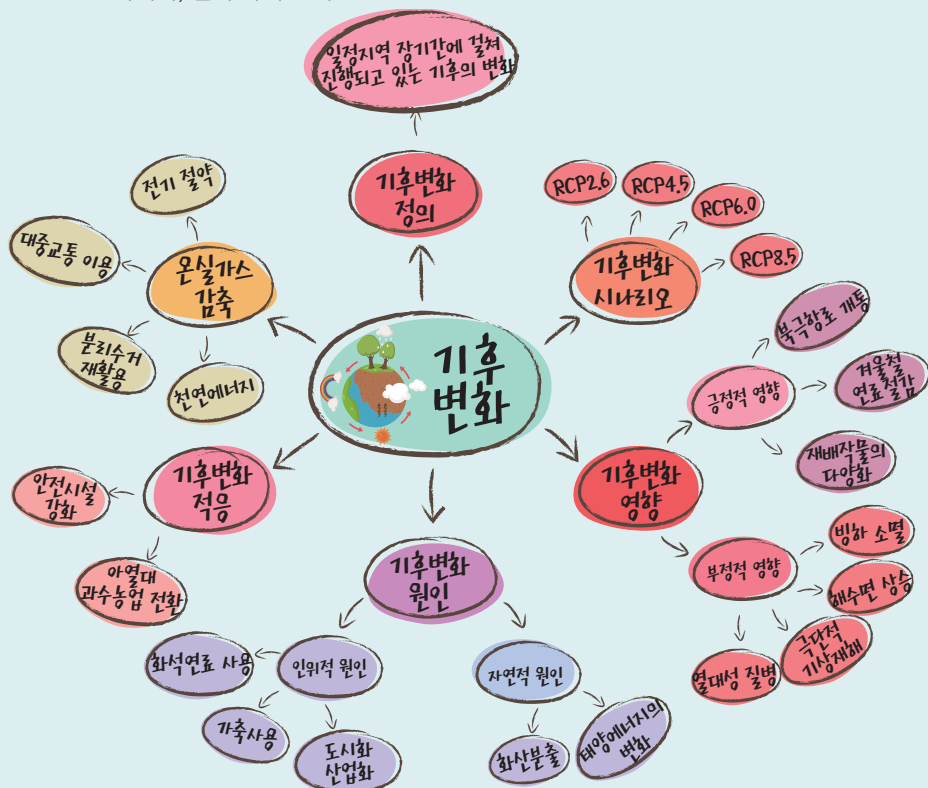 일정지역 장기간에 걸쳐
진행되고 있는 기후의 변화
기후변화
정의
전기 절약
대중교통 이용
온실가스
감축
분리수거
재활용
천연에너지
RCP2.6
RCP4.5
RCP6.0
RCP8.5
기후변화
시나리오
기후
변화
북극항로 개통
긍정적 영향
겨울철
연료절감
재배작물의
다양화
기후변화
영향
부정적 영향
빙하 소멸
해수면 상승
극단적
기상재해
열대성 질병
기후변화
적응
안전시설
강화
아열대
과수농업 전환
기후변화
원인
인위적 원인
화석연료 사용
가축사용
도시화
산업화
자연적 원인
화산분출
태양에너지의
변화